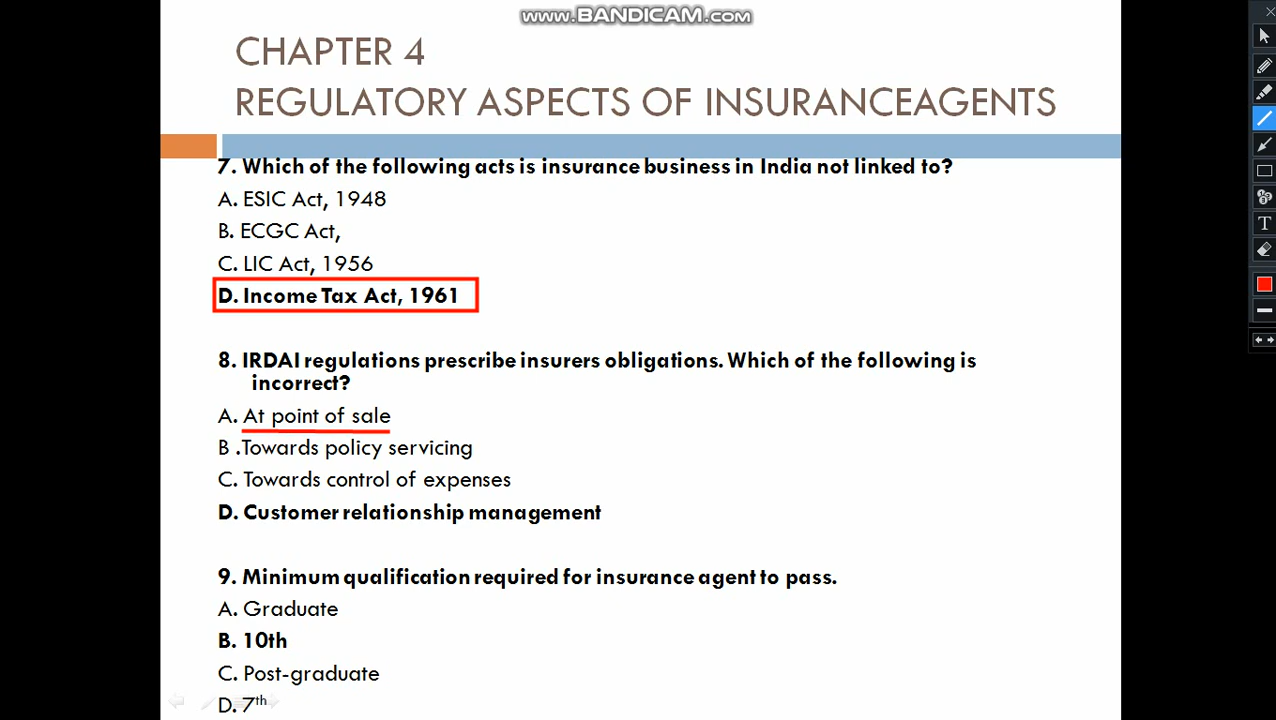 www.BANDICAM.com
CHAPTER 4
REGULATORY ASPECTS OF INSURANCEAGENTS
7. Which of the following acts is insurance business in India not linked to?
A. ESIC Act, 1948
B. ECGC Act,
C. LIC Act, 1956
D. Income Tax Act, 1961
8. IRDAI regulations prescribe insurers obligations. Which of the following is
incorrect?
A. At point of sale
B .Towards policy servicing
C. Towards control of expenses
D. Customer relationship management
9. Minimum qualification required for insurance agent to pass.
A. Graduate
B. 10th
C. Post-graduate
D. 7th
T